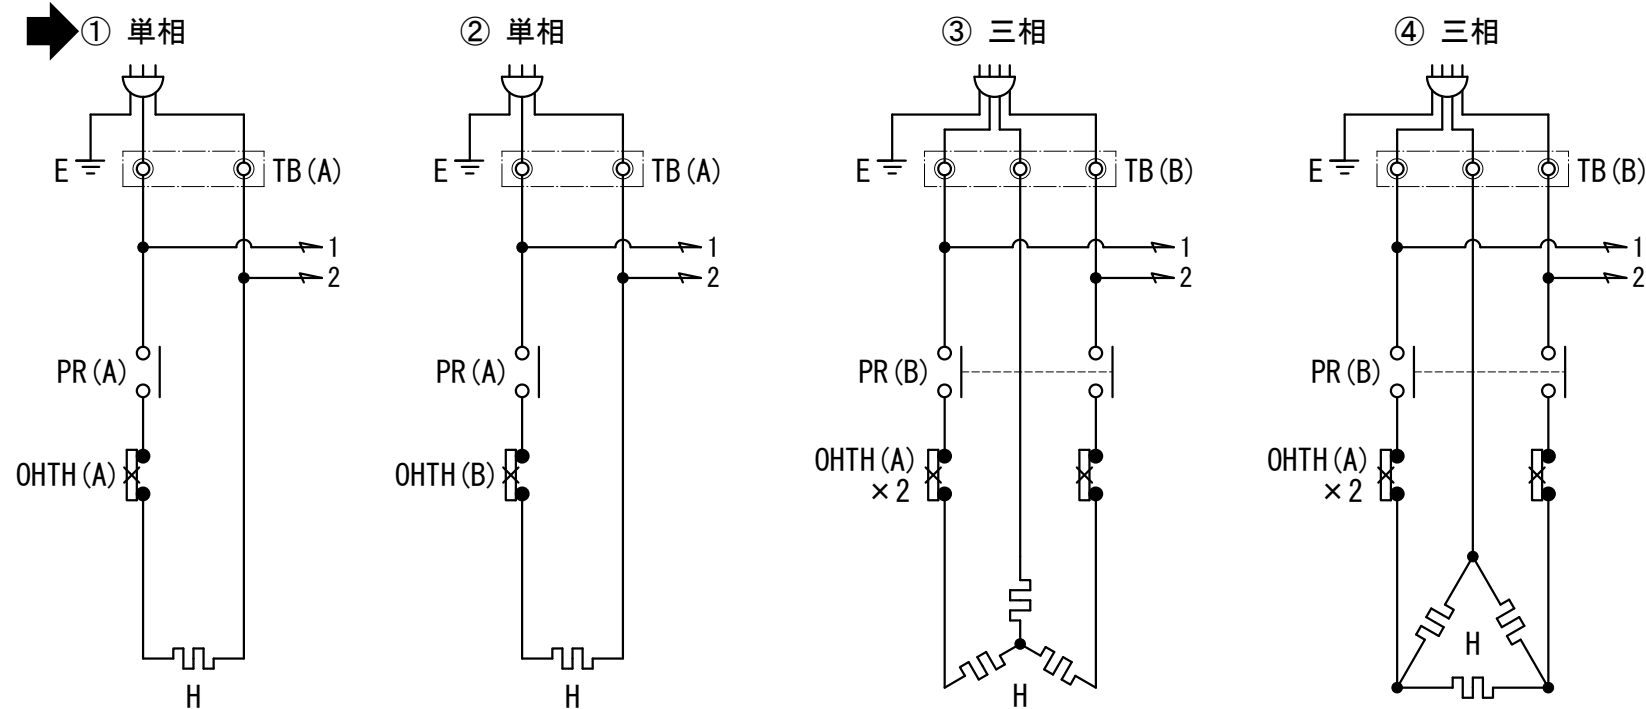 ① 単相
② 単相
③ 三相
④ 三相
E
TB(A)
E
TB(A)
E
TB(B)
E
TB(B)
1
2
1
2
1
2
1
2
PR(A)
PR(A)
PR(B)
PR(B)
OHTH(A)
OHTH(B)
OHTH(A)
×2
OHTH(A)
×2
H
H
H
H